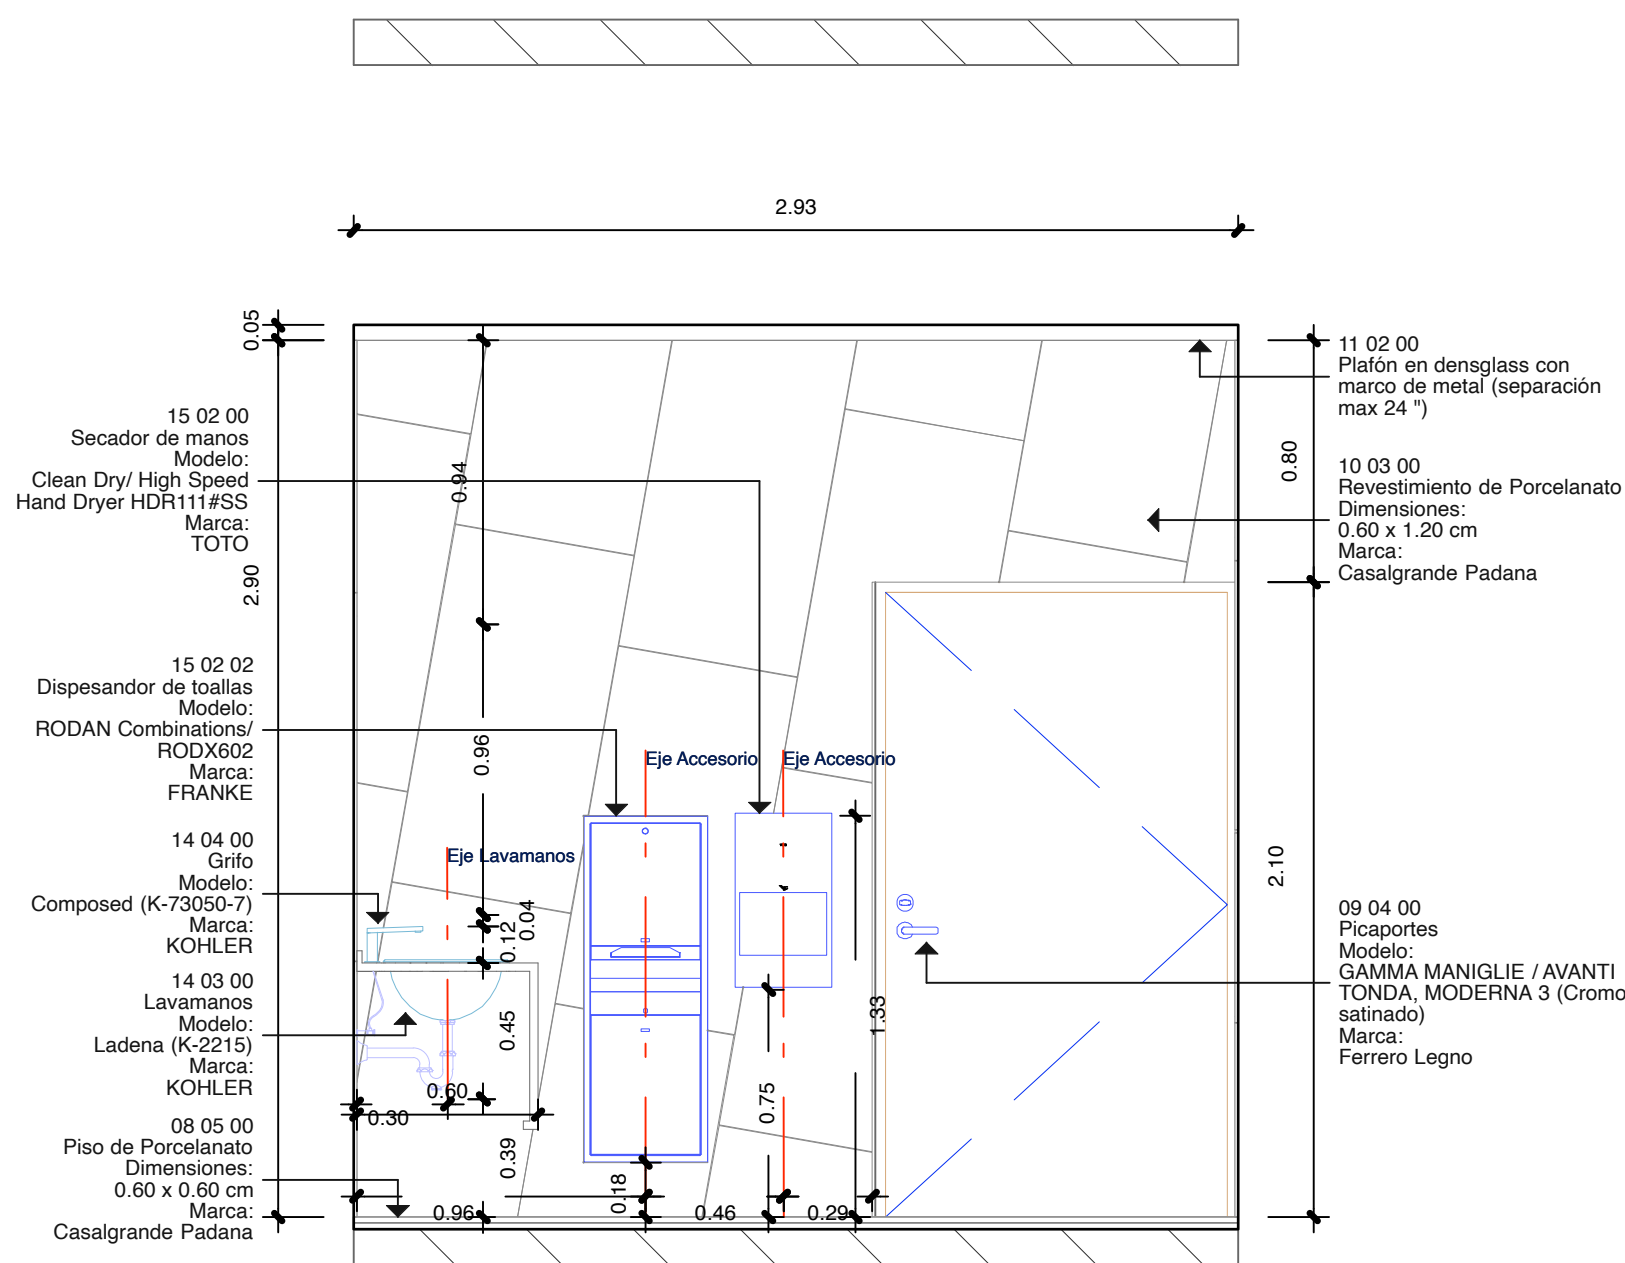 2.93
0.05
2.90
15 02 00
Secador de manos
Modelo:
Clean Dry/ High Speed
Hand Dryer HDR111#SS
Marca:
TOTO
15 02 02
Dispesandor de toallas
Modelo:
RODAN Combinations/
RODX602
Marca:
FRANKE
14 04 00
Grifo
Modelo:
Composed (K-73050-7)
Marca:
KOHLER
14 03 00
Lavamanos
Modelo:
Ladena (K-2215)
Marca:
KOHLER
08 05 00
Piso de Porcelanato
Dimensiones:
0.60 x 0.60 cm
Marca:
Casalgrande Padana
0.94
0.96
Eje Lavamanos
Eje Accesorio
Eje Accesorio
0.04
0.12
0.45
0.60
0.30
0.39
0.96
0.18
0.46
0.75
0.29
1.33
11 02 00
Plafón en densglass con
marco de metal (separación
max 24 ")
0.80
10 03 00
Revestimiento de Porcelanato
Dimensiones:
0.60 x 1.20 cm
Marca:
Casalgrande Padana
2.10
09 04 00
Picaportes
Modelo:
GAMMA MANIGLIE / AVANTI
TONDA, MODERNA 3 (Cromo
satinado)
Marca:
Ferrero Legno